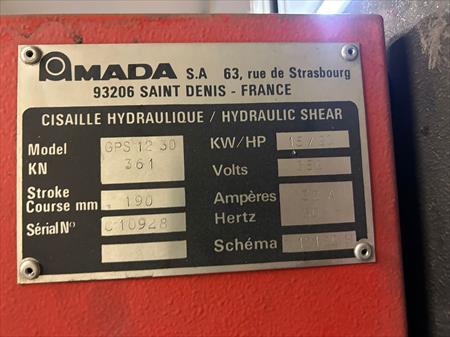 AMADA S.A 63, rue de Strasbourg
93206 SAINT DENIS - FRANCE
CISAILLE HYDRAULIQUE / HYDRAULIC SHEAR
Model GPS 12 30 KW/HP
KN 361 Volts
Stroke
Course mm 190 Ampères
Sérial Nº C10928 Hertz
Schéma